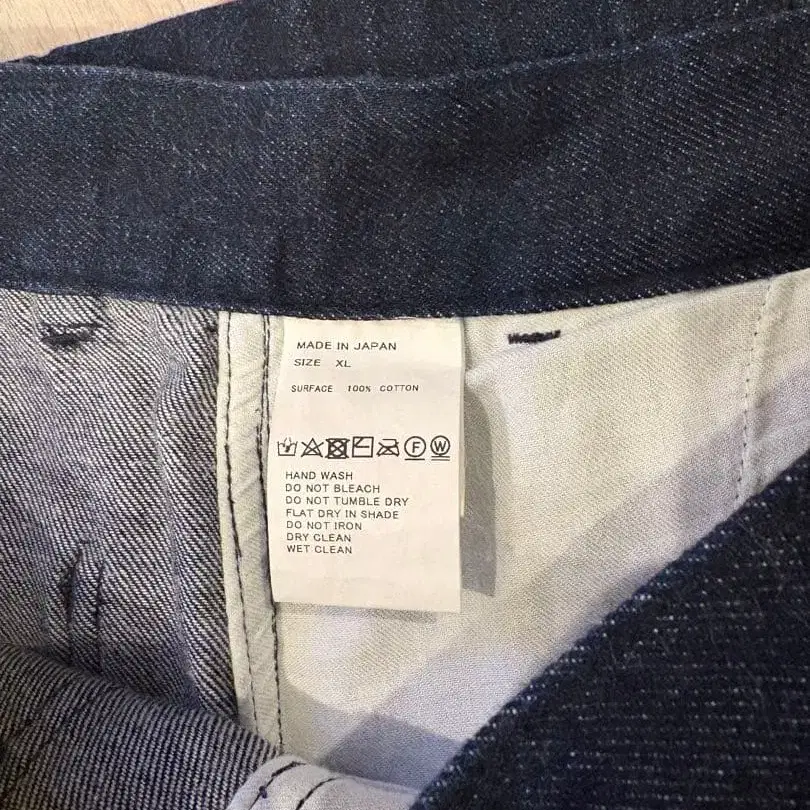 MADE IN JAPAN
SIZE XL
SURFACE 100% COTTON
F W
HAND WASH
DO NOT BLEACH
DO NOT TUMBLE DRY
FLAT DRY IN SHADE
DO NOT IRON
DRY CLEAN
WET CLEAN